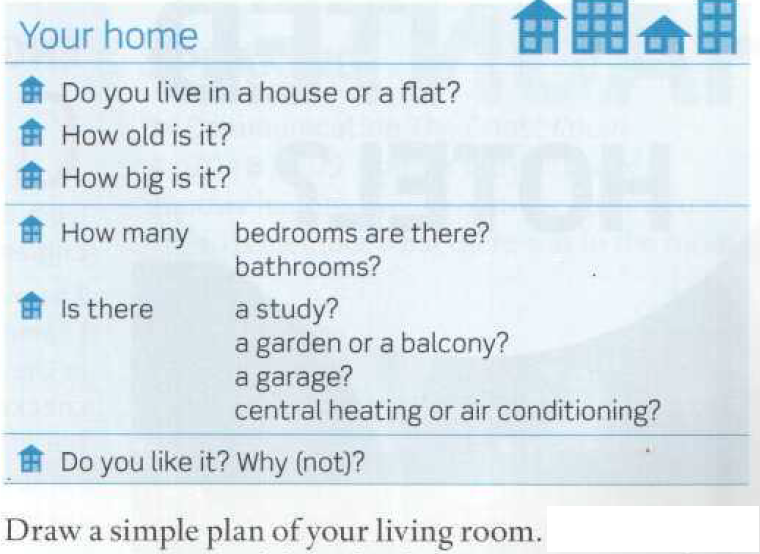 Your home
Do you live in a house or a flat?
How old is it?
How big is it?
How many bedrooms are there?
bathrooms?
Is there a study?
a garden or a balcony?
a garage?
central heating or air conditioning?
Do you like it? Why (not)?
Draw a simple plan of your living room.